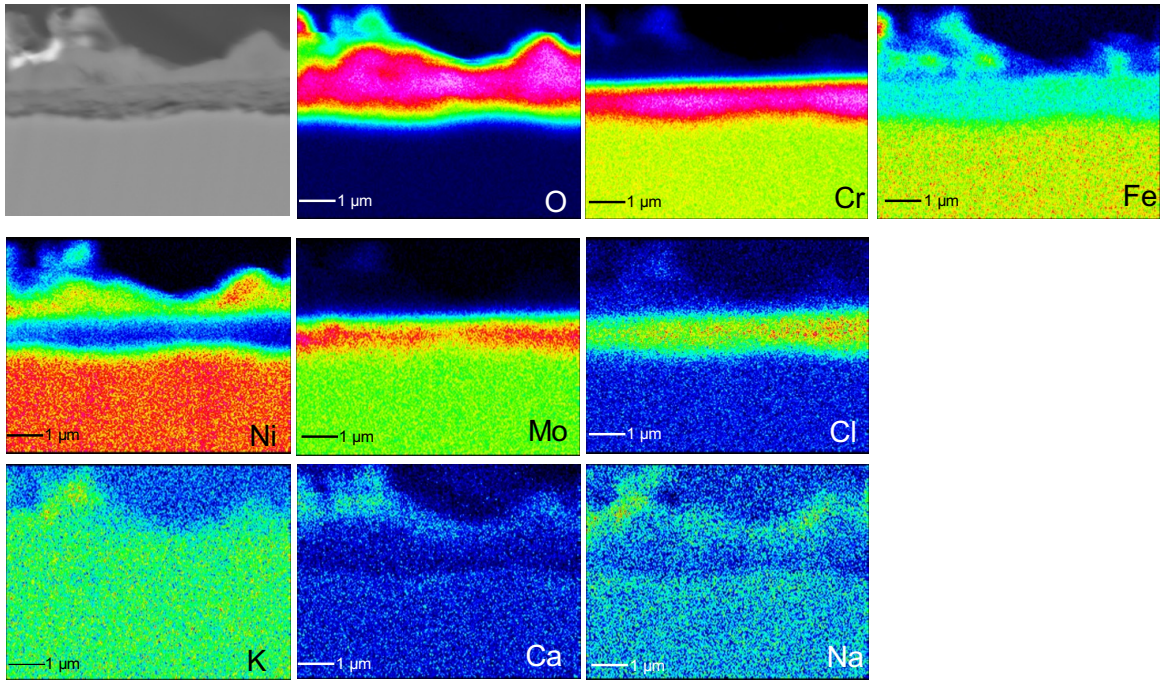 1 µm O
1 µm Cr
1 µm Fe
1 µm Ni
1 µm Mo
1 µm Cl
1 µm K
1 µm Ca
1 µm Na